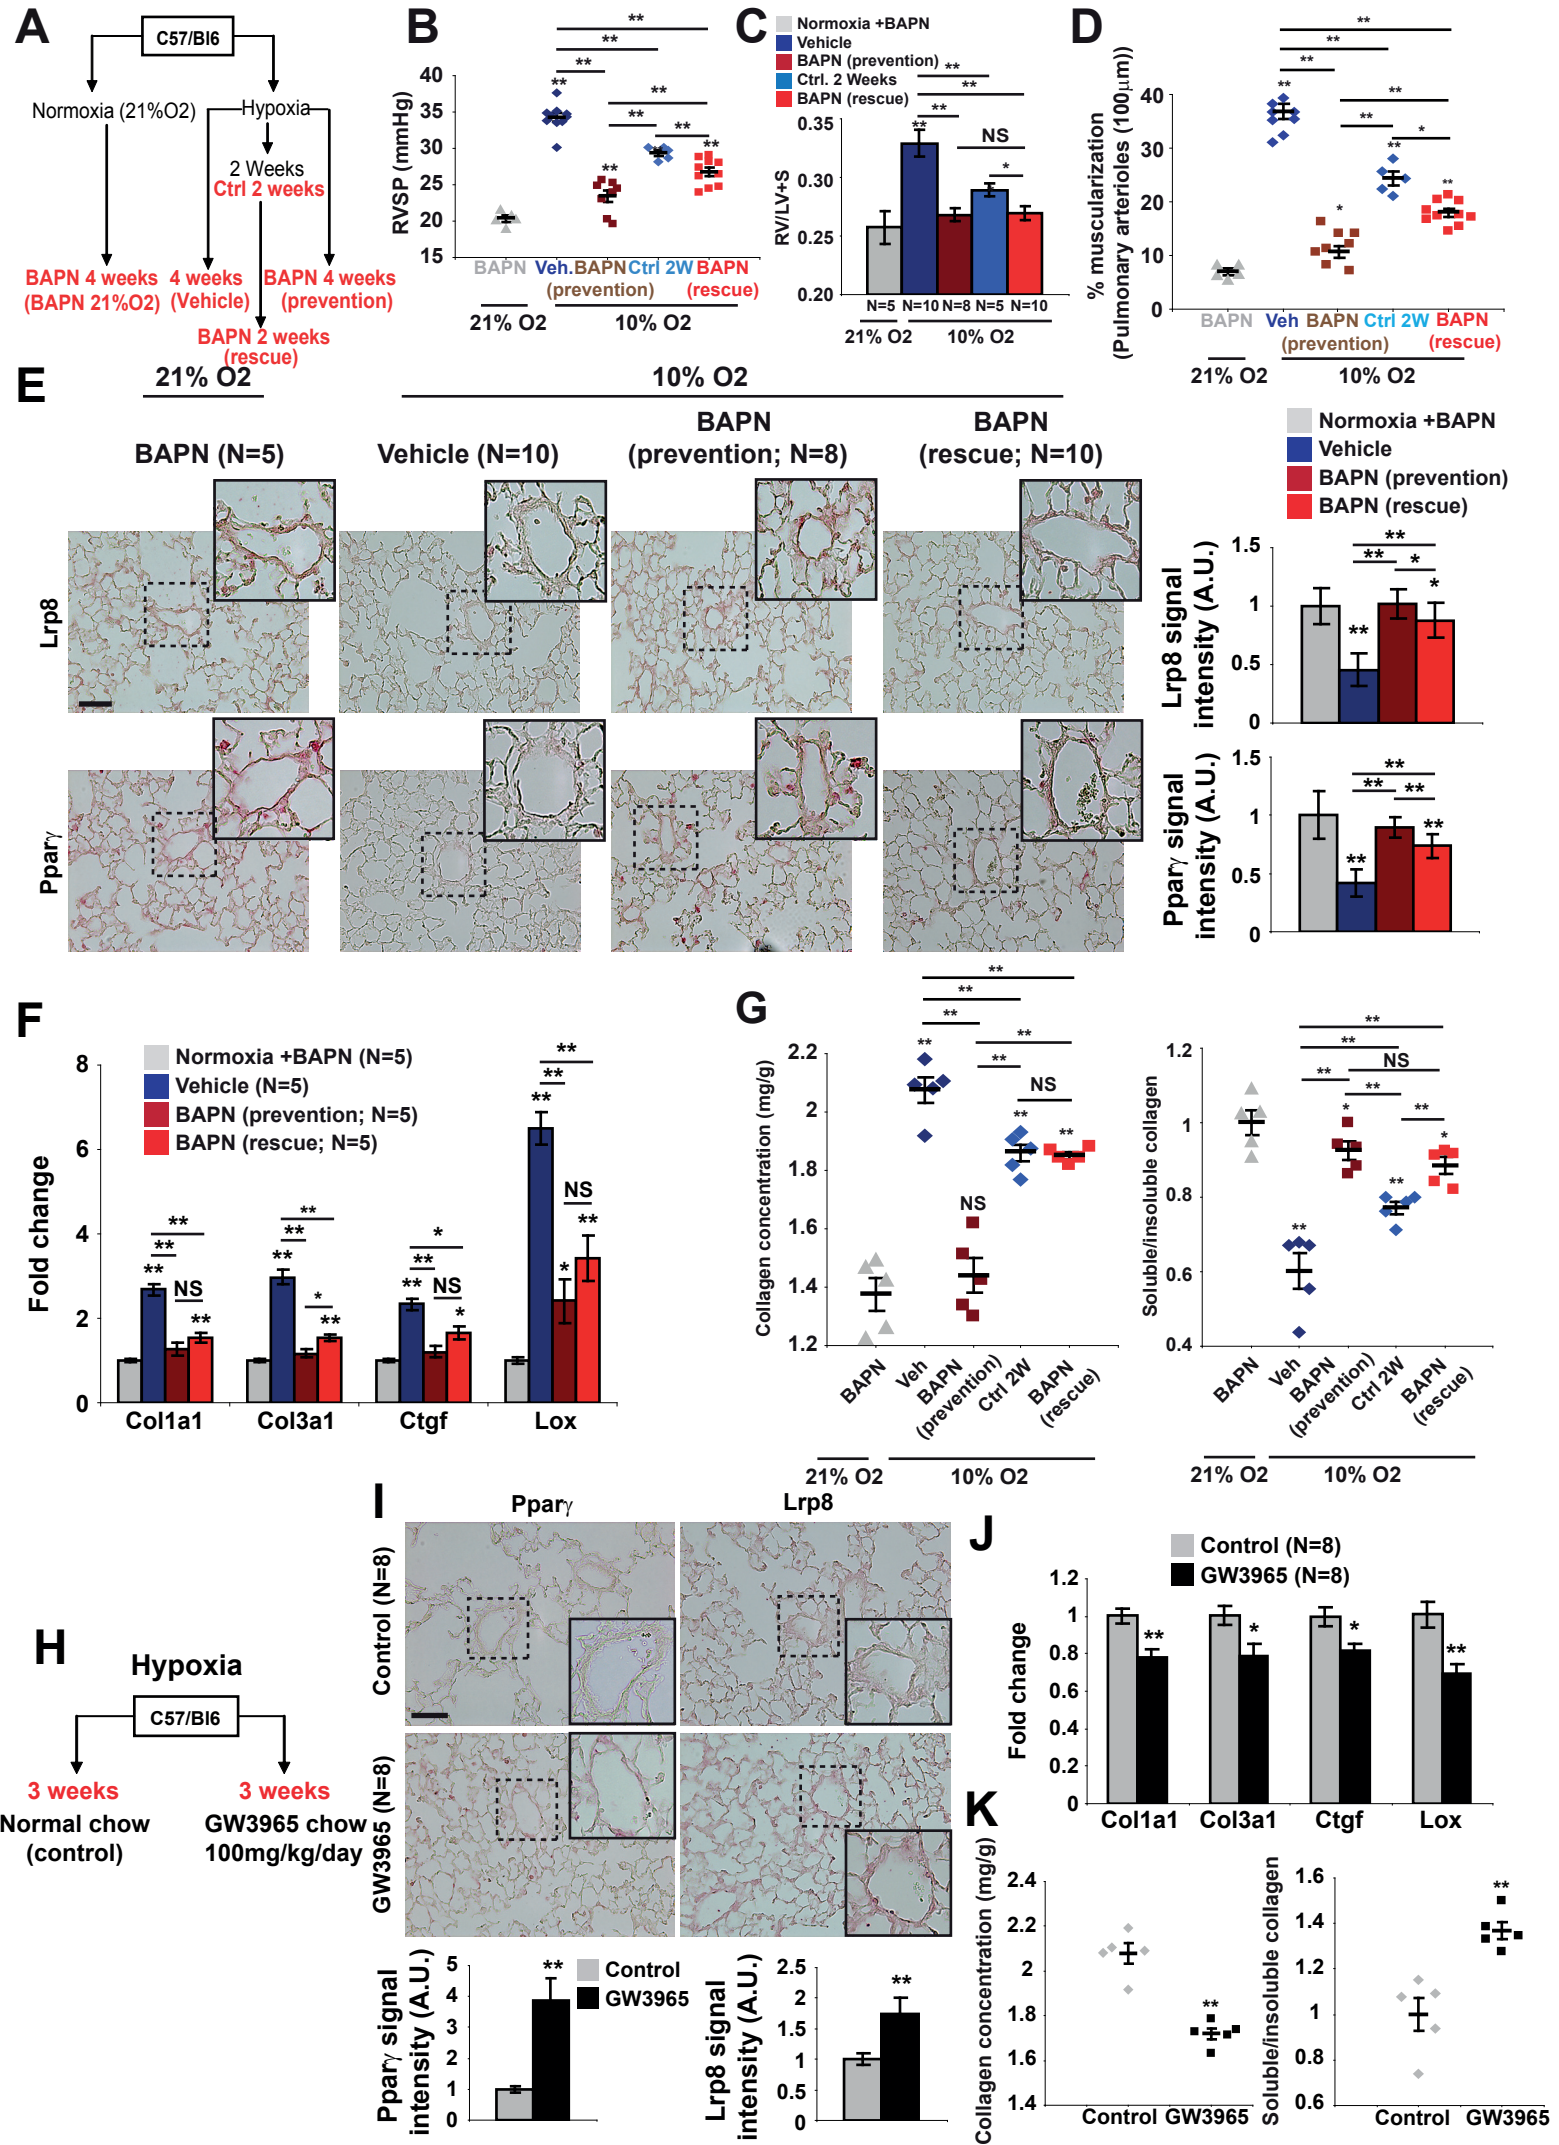 A
C57/Bl6
Normoxia (21%O2)
Hypoxia
2 Weeks
Ctrl 2 weeks
BAPN 4 weeks
(BAPN 21%O2)
4 weeks
(Vehicle)
BAPN 4 weeks
(prevention)
BAPN 2 weeks
(rescue)
B
RVSP (mmHg)
40
35
30
25
20
15
**
**
**
**
**
**
**
**
**
BAPN
Veh.
BAPN
(prevention)
Ctrl 2W
BAPN
(rescue)
21% O2
10% O2
C
Normoxia +BAPN
Vehicle
BAPN (prevention)
Ctrl. 2 Weeks
BAPN (rescue)
RV/LV+S
0.35
0.30
0.25
0.20
**
**
**
**
NS
*
N=5 N=10 N=8 N=5 N=10
21% O2
10% O2
D
% muscularization
(Pulmonary arterioles (100μm))
40
30
20
10
0
**
**
**
**
**
**
*
**
*
**
BAPN
Veh
BAPN
(prevention)
Ctrl 2W
BAPN
(rescue)
21% O2
10% O2
E
21% O2
10% O2
BAPN (N=5)
Vehicle (N=10)
BAPN
(prevention; N=8)
BAPN
(rescue; N=10)
Lrp8
Pparγ
Normoxia +BAPN
Vehicle
BAPN (prevention)
BAPN (rescue)
Lrp8 signal
intensity (A.U.)
1.5
1
0.5
0
**
**
*
**
*
Pparγ signal
intensity (A.U.)
1.5
1
0.5
0
**
**
**
**
**
F
Normoxia +BAPN (N=5)
Vehicle (N=5)
BAPN (prevention; N=5)
BAPN (rescue; N=5)
Fold change
8
6
4
2
0
**
**
**
NS
**
**
**
**
*
**
*
**
**
NS
*
**
**
**
NS
*
**
Col1a1
Col3a1
Ctgf
Lox
G
Collagen concentration (mg/g)
2.2
2
1.8
1.6
1.4
1.2
**
**
**
**
**
**
NS
**
**
NS
BAPN
Veh
BAPN
(prevention)
Ctrl 2W
BAPN
(rescue)
21% O2
10% O2
Soluble/insoluble collagen
1.2
1
0.8
0.6
0.4
**
**
NS
**
**
**
*
*
**
**
BAPN
Veh
BAPN
(prevention)
Ctrl 2W
BAPN
(rescue)
21% O2
10% O2
H
Hypoxia
C57/Bl6
3 weeks
Normal chow
(control)
3 weeks
GW3965 chow
100mg/kg/day
I
Pparγ
Lrp8
Control (N=8)
GW3965 (N=8)
Pparγ signal
intensity (A.U.)
5
4
3
2
1
0
**
Control
GW3965
Lrp8 signal
intensity (A.U.)
2.5
2
1.5
1
0.5
0
**
J
Control (N=8)
GW3965 (N=8)
Fold change
1.2
1
0.8
0.6
0.4
0.2
0
**
*
*
**
Col1a1
Col3a1
Ctgf
Lox
K
Collagen concentration (mg/g)
2.4
2.2
2
1.8
1.6
1.4
**
Control GW3965
Soluble/insoluble collagen
1.6
1.4
1.2
1
0.8
0.6
**
Control GW3965